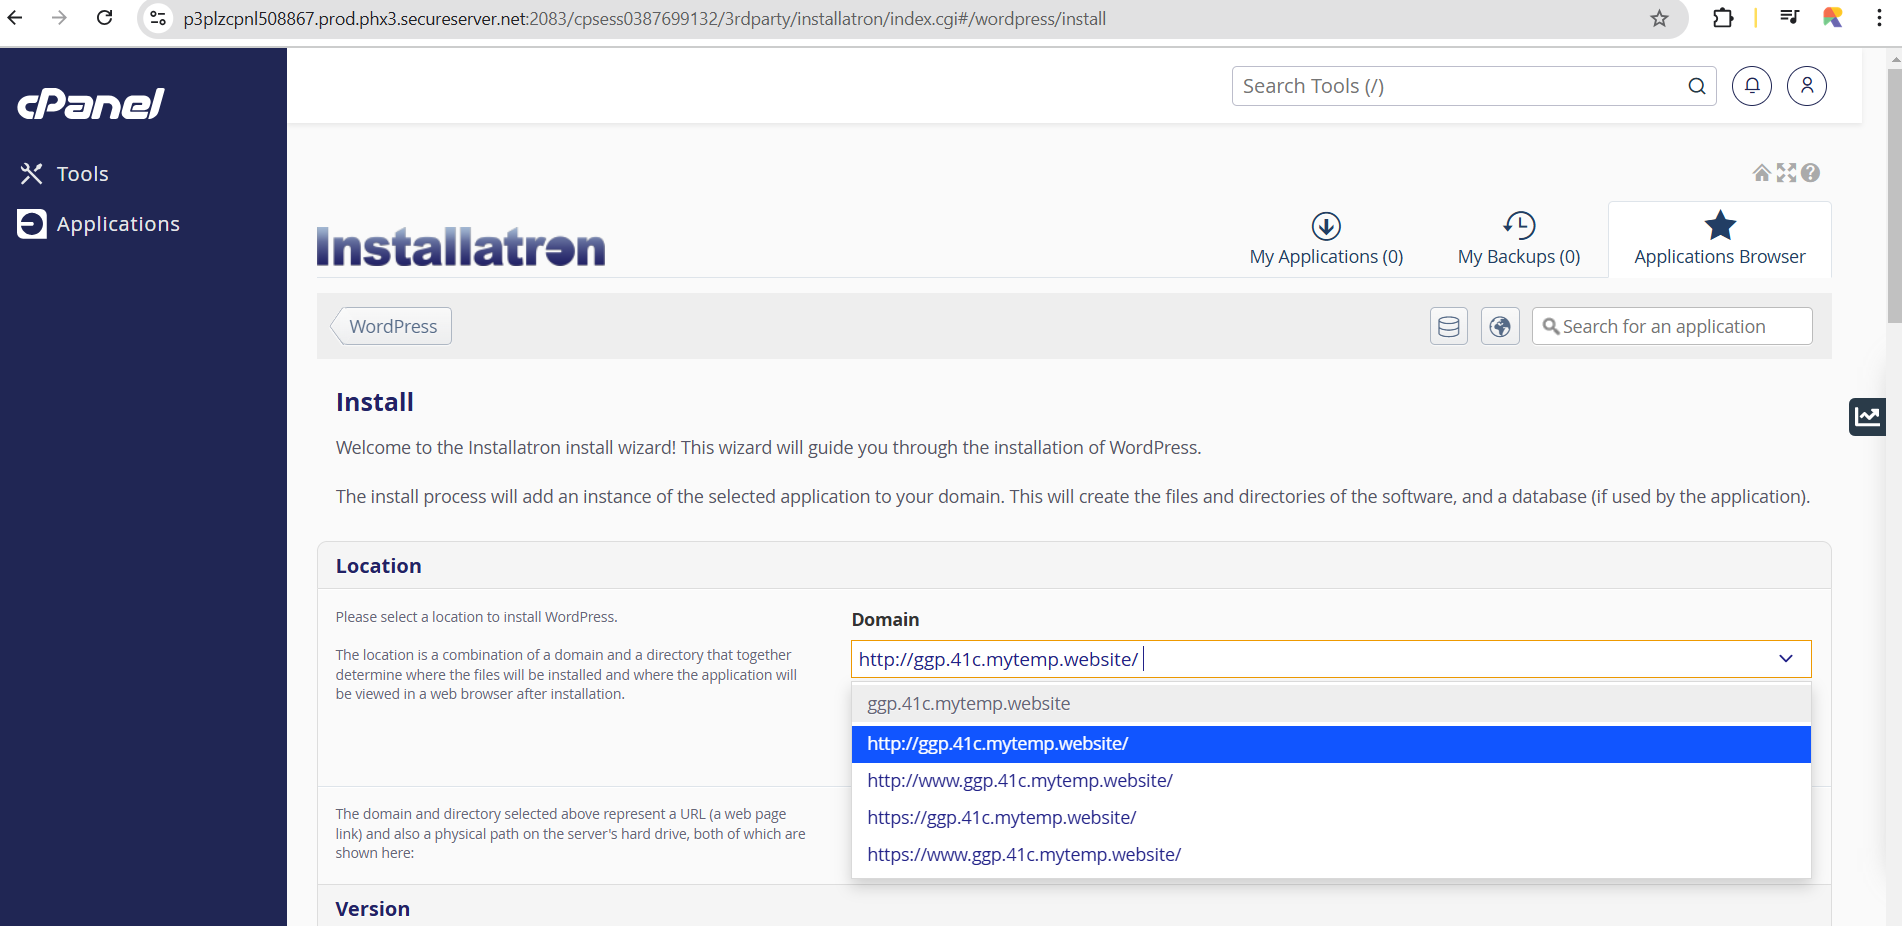 p3plzcpnl508867.prod.phx3.secureserver.net:2083/cpsess0387699132/3rdparty/installatron/index.cgi#/wordpress/install
cPanel
Search Tools (/)
Tools
Applications
Installatron
My Applications (0)
My Backups (0)
Applications Browser
WordPress
Search for an application
Install
Welcome to the Installatron install wizard! This wizard will guide you through the installation of WordPress.
The install process will add an instance of the selected application to your domain. This will create the files and directories of the software, and a database (if used by the application).
Location
Please select a location to install WordPress.
The location is a combination of a domain and a directory that together
determine where the files will be installed and where the application will
be viewed in a web browser after installation.
Domain
http://ggp.41c.mytemp.website/
ggp.41c.mytemp.website
http://ggp.41c.mytemp.website/
http://www.ggp.41c.mytemp.website/
https://ggp.41c.mytemp.website/
https://www.ggp.41c.mytemp.website/
The domain and directory selected above represent a URL (a web page
link) and also a physical path on the server's hard drive, both of which are
shown here:
Version